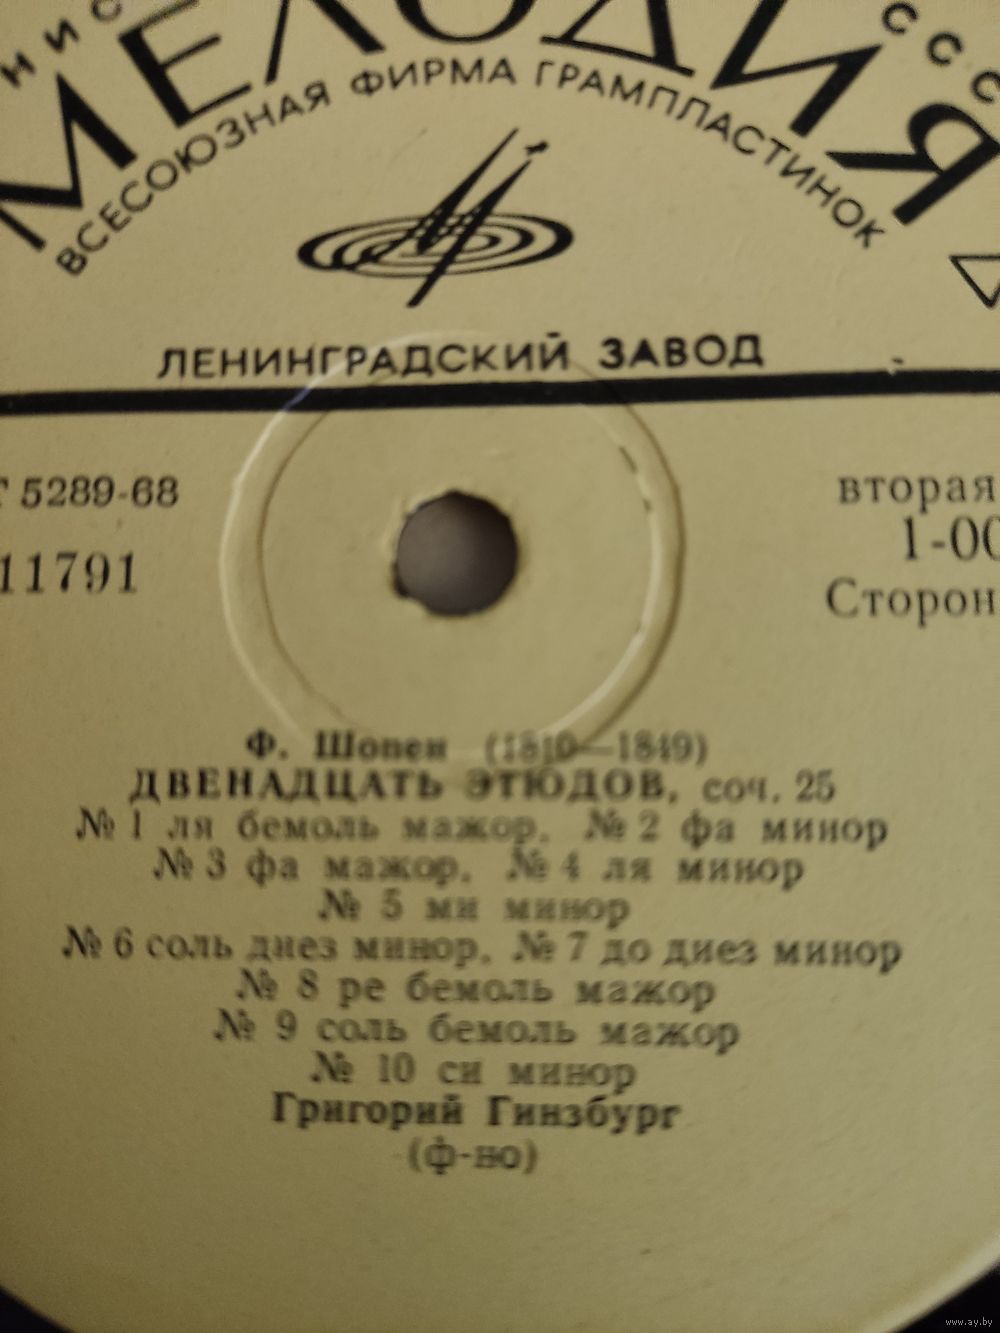 МЕЛОДИЯ
ВСЕСОЮЗНАЯ ФИРМА ГРАМПЛАСТИНОК
ЛЕНИНГРАДСКИЙ ЗАВОД
5289-68
вторая
11791
1-00
Сторон
Ф. Шопен (1810—1849)
ДВЕНАДЦАТЬ ЭТЮДОВ, соч. 25
№ 1 ля бемоль мажор, № 2 фа минор
№ 3 фа мажор, № 4 ля минор
№ 5 ми минор
№ 6 соль диез минор, № 7 до диез минор
№ 8 ре бемоль мажор
№ 9 соль бемоль мажор
№ 10 си минор
Григорий Гинзбург
(ф-но)
www.ay.by